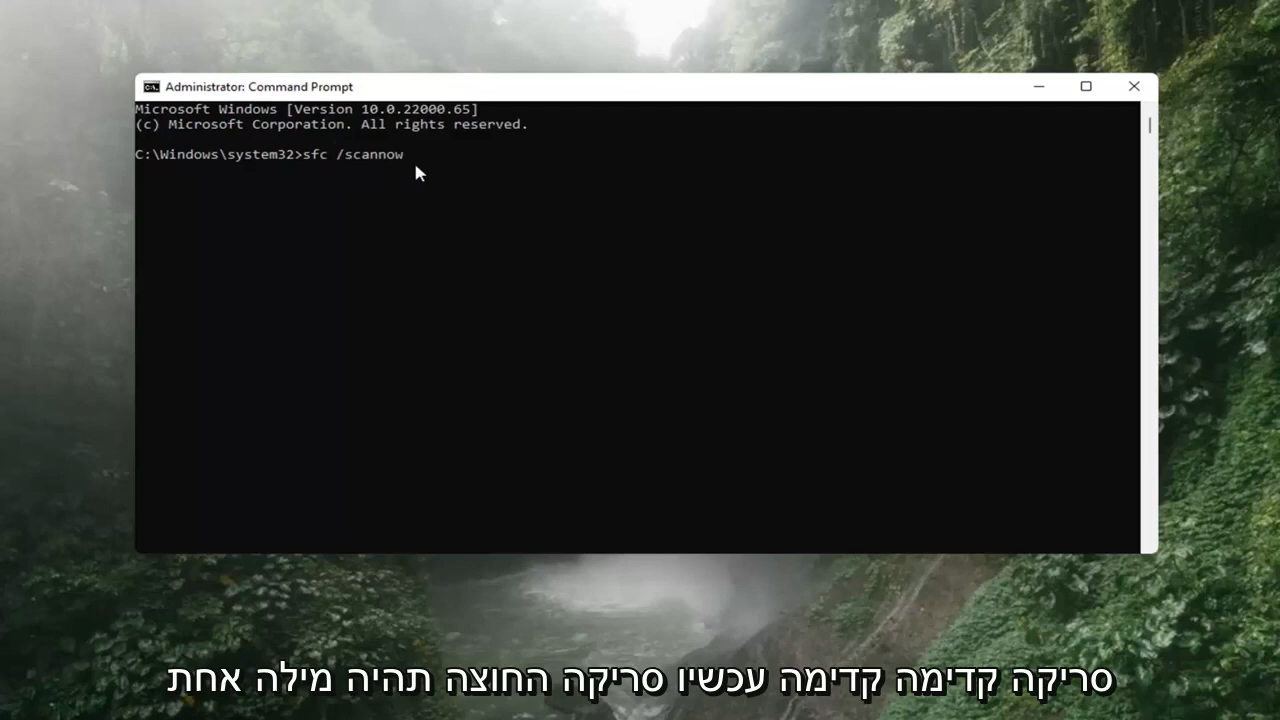 Administrator: Command Prompt
Microsoft Windows [Version 10.0.22000.65]
(c) Microsoft Corporation. All rights reserved.
C:\Windows\system32>sfc /scannow
סריקה קדימה קדימה עכשיו סריקה החוצה תהיה מילה אחת